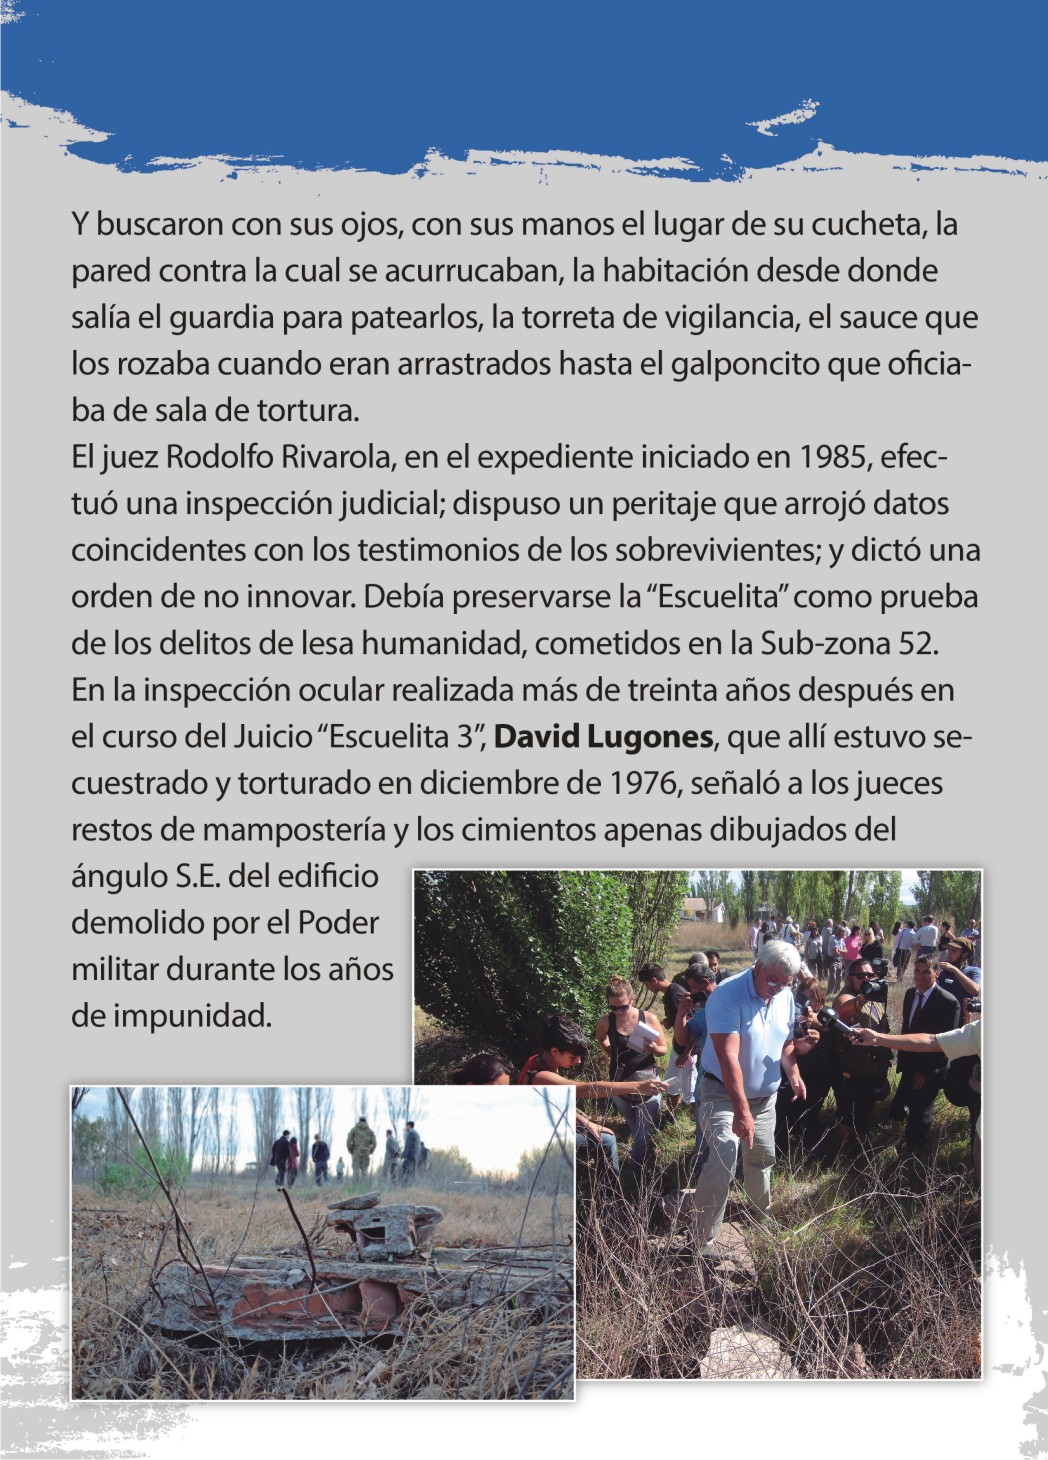 Y buscaron con sus ojos, con sus manos el lugar de su cucheta, la
pared contra la cual se acurrucaban, la habitación desde donde
salía el guardia para patearlos, la torreta de vigilancia, el sauce que
los rozaba cuando eran arrastrados hasta el galponcito que oficia-
ba de sala de tortura.
El juez Rodolfo Rivarola, en el expediente iniciado en 1985, efec-
tuó una inspección judicial; dispuso un peritaje que arrojó datos
coincidentes con los testimonios de los sobrevivientes; y dictó una
orden de no innovar. Debía preservarse la “Escuelita” como prueba
de los delitos de lesa humanidad, cometidos en la Sub-zona 52.
En la inspección ocular realizada más de treinta años después en
el curso del Juicio “Escuelita 3”, David Lugones, que allí estuvo se-
cuestrado y torturado en diciembre de 1976, señaló a los jueces
restos de mampostería y los cimientos apenas dibujados del
ángulo S.E. del edificio
demolido por el Poder
militar durante los años
de impunidad.